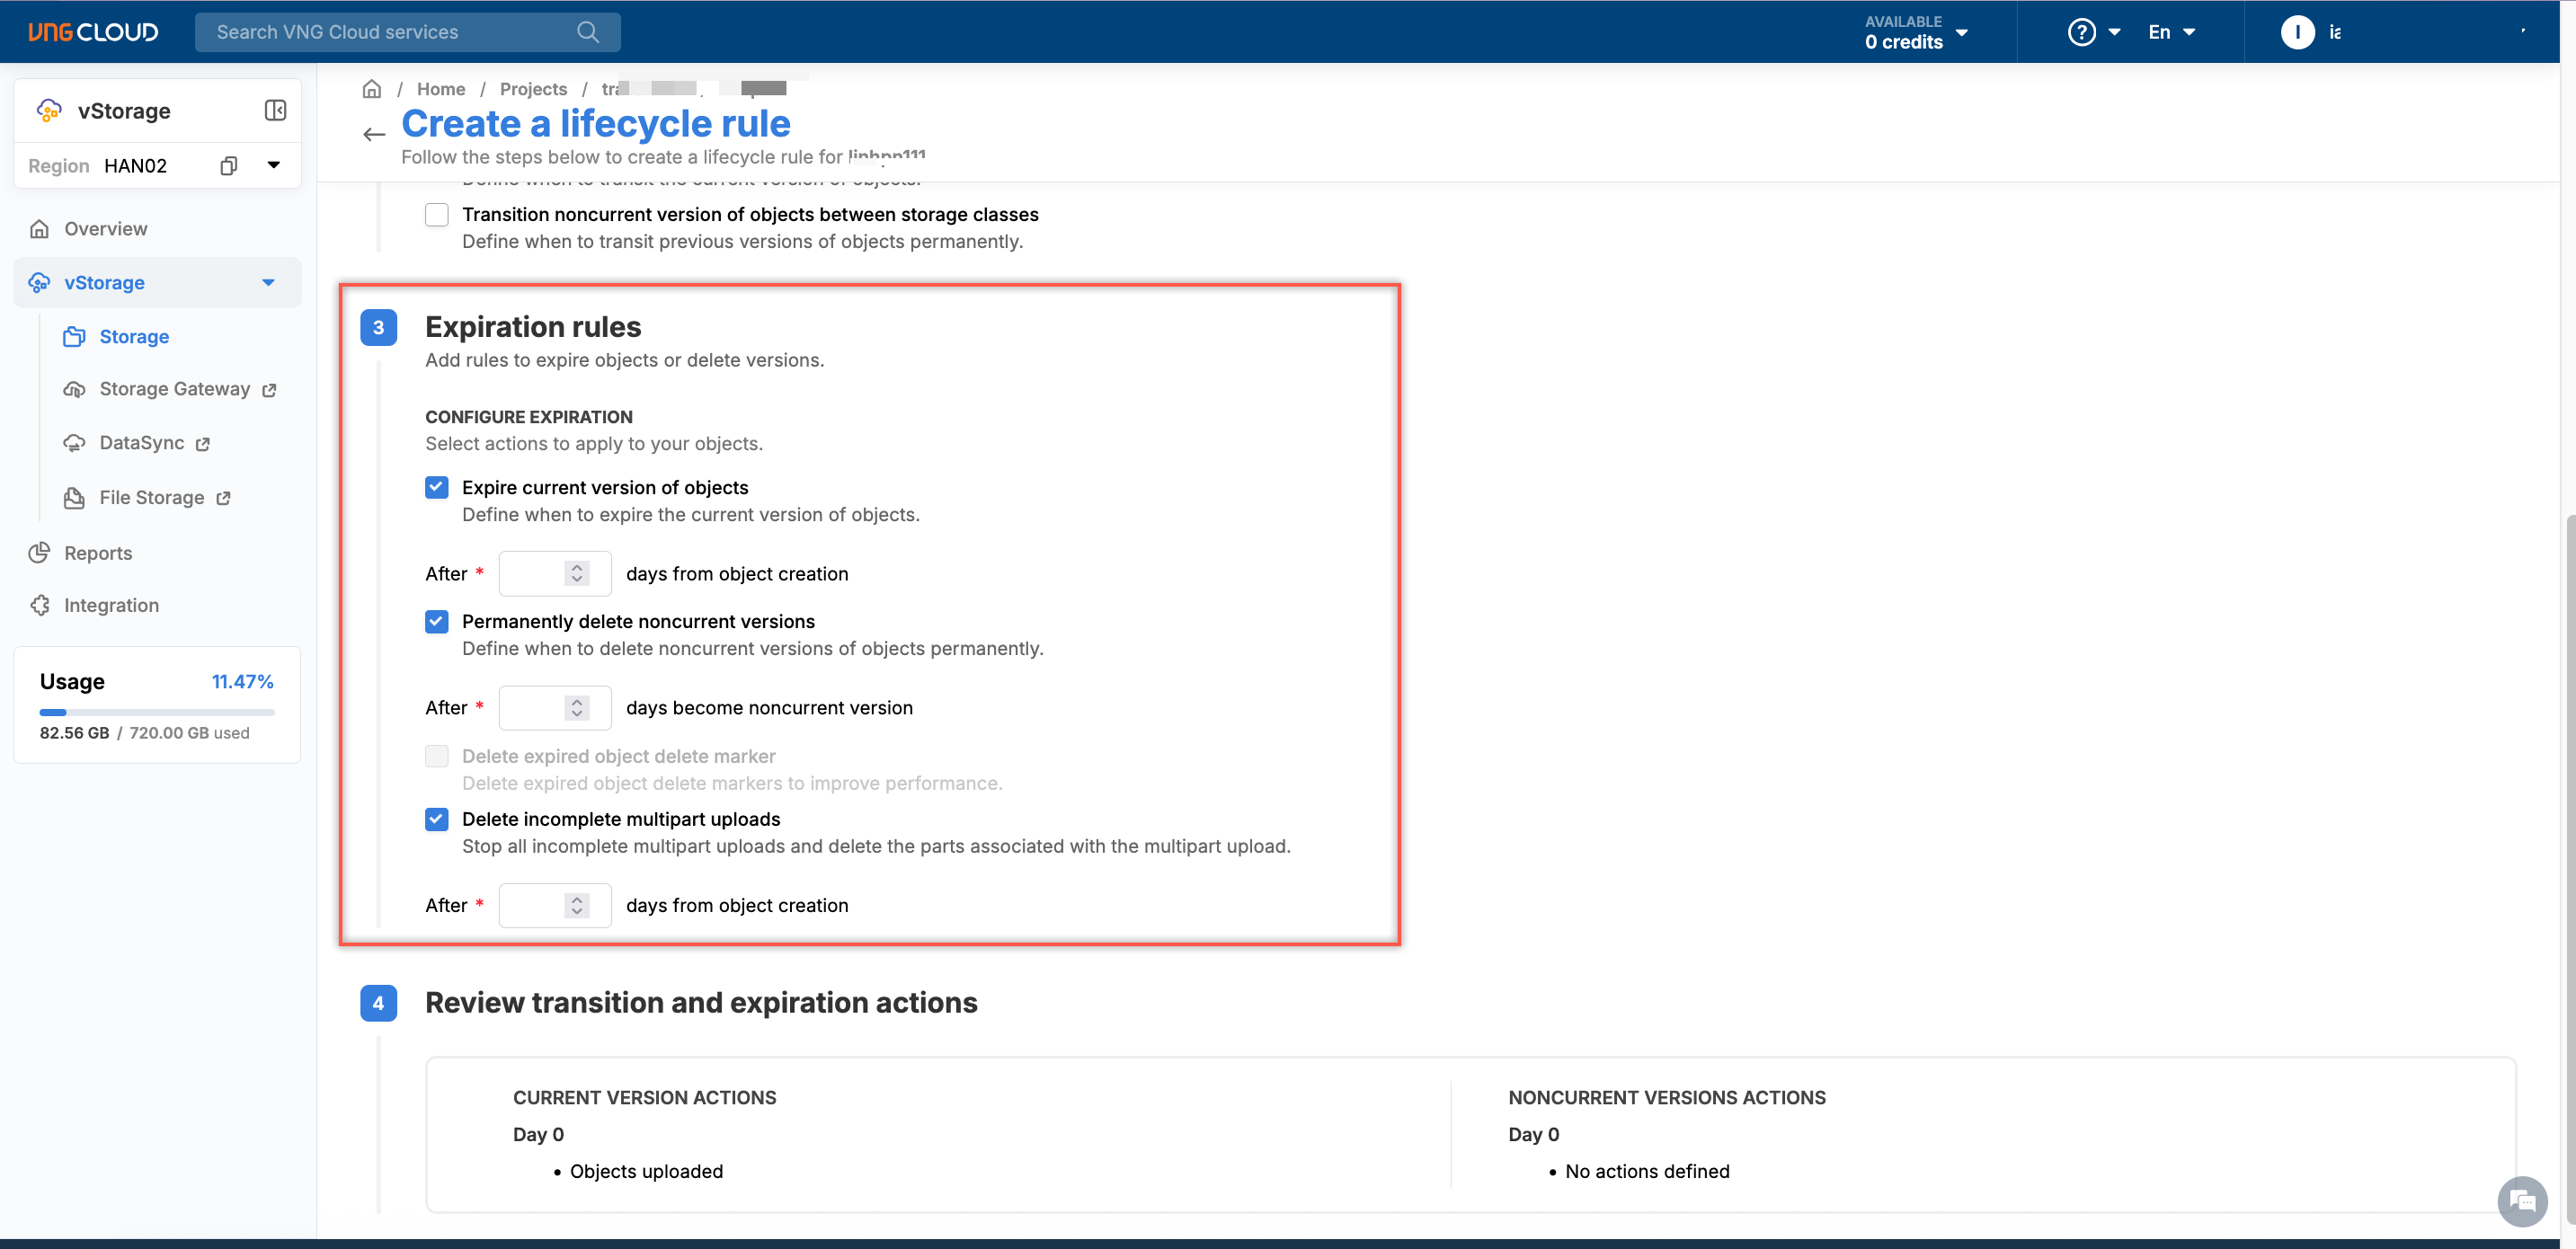 VNGCLOUD
Search VNG Cloud services
AVAILABLE
0 credits
?
En
I
vStorage
Region HAN02
Overview
vStorage
Storage
Storage Gateway
DataSync
File Storage
Reports
Integration
Usage 11.47%
82.56 GB / 720.00 GB used
/ Home / Projects /
Create a lifecycle rule
Follow the steps below to create a lifecycle rule for
Define when to transit the current version of objects.
Transition noncurrent version of objects between storage classes
Define when to transit previous versions of objects permanently.
3 Expiration rules
Add rules to expire objects or delete versions.
CONFIGURE EXPIRATION
Select actions to apply to your objects.
Expire current version of objects
Define when to expire the current version of objects.
After * days from object creation
Permanently delete noncurrent versions
Define when to delete noncurrent versions of objects permanently.
After * days become noncurrent version
Delete expired object delete marker
Delete expired object delete markers to improve performance.
Delete incomplete multipart uploads
Stop all incomplete multipart uploads and delete the parts associated with the multipart upload.
After * days from object creation
4 Review transition and expiration actions
CURRENT VERSION ACTIONS
Day 0
• Objects uploaded
NONCURRENT VERSIONS ACTIONS
Day 0
• No actions defined